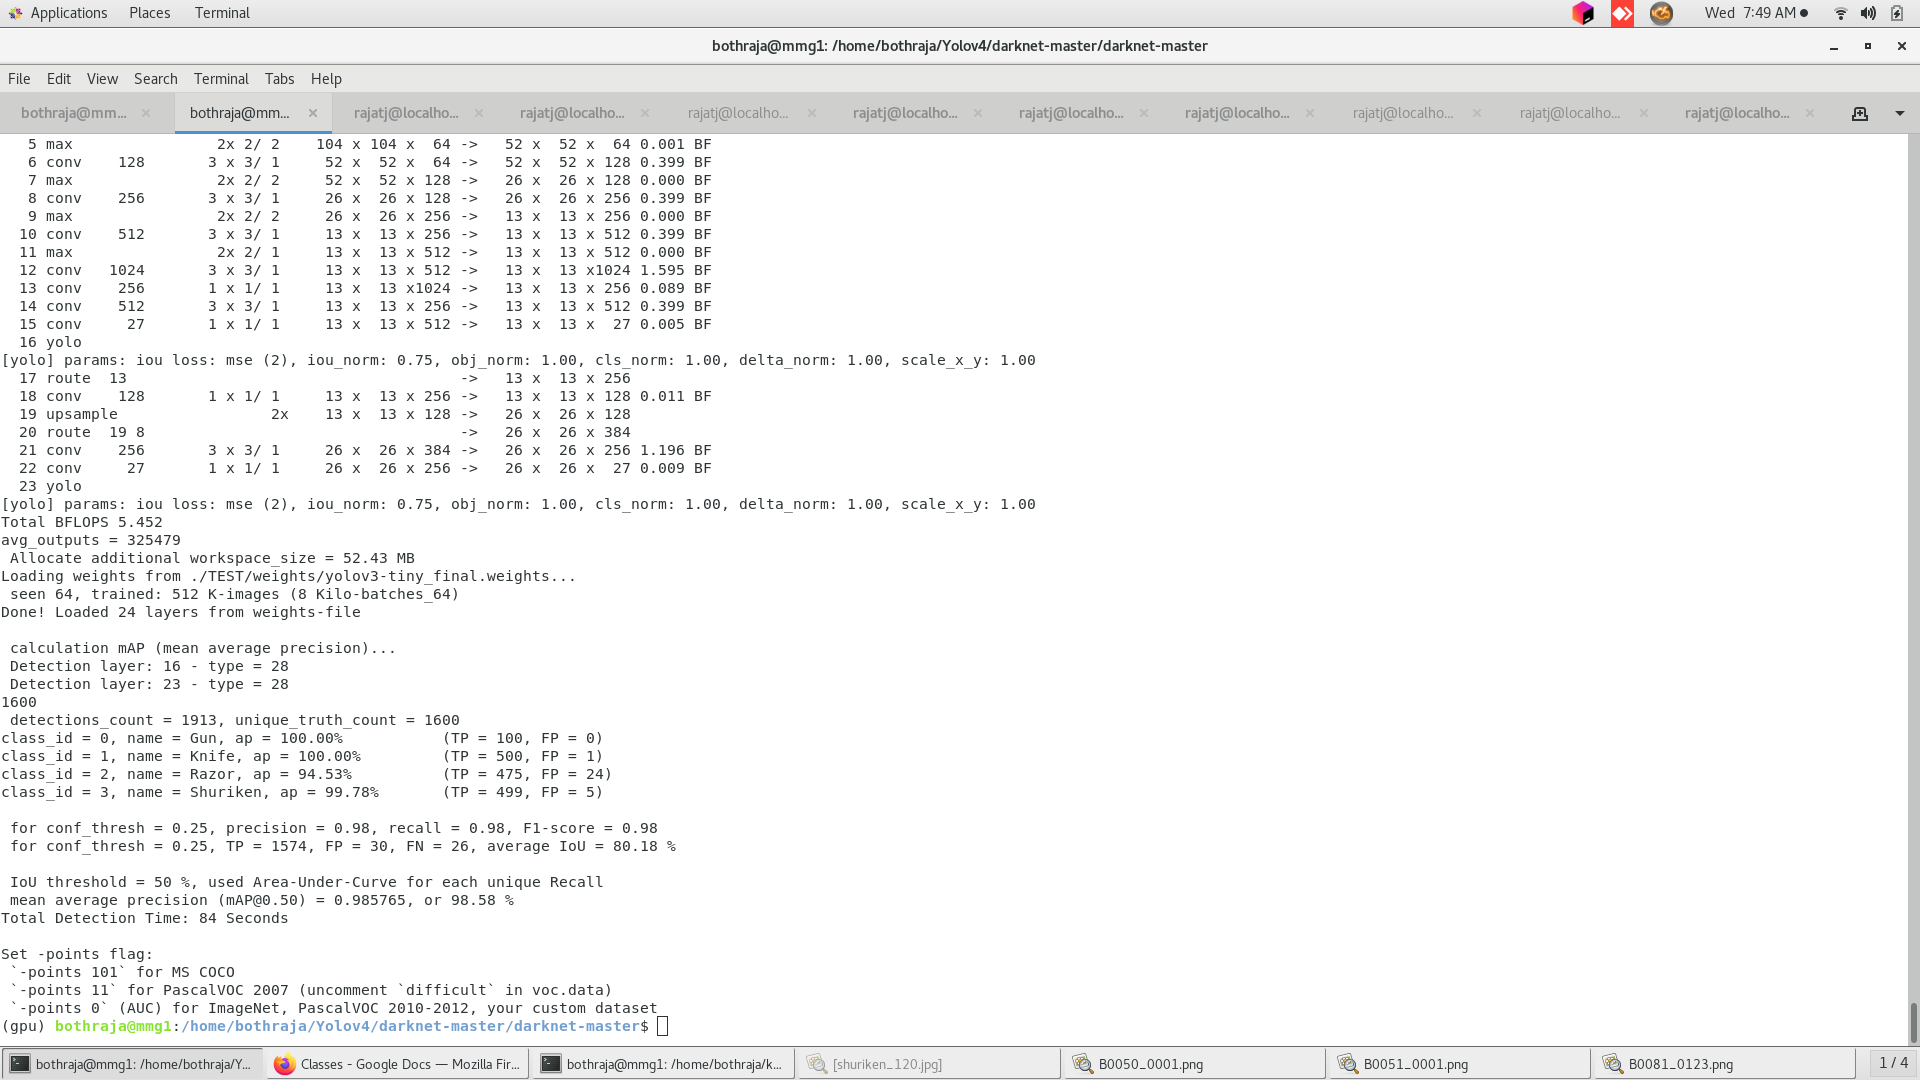 Applications Places Terminal Wed 7:49 AM
bothraja@mmg1: /home/bothraja/Yolov4/darknet-master/darknet-master
File Edit View Search Terminal Tabs Help
bothraja@mm... bothraja@mm... rajatj@localho... rajatj@localho... rajatj@localho... rajatj@localho... rajatj@localho... rajatj@localho... rajatj@localho... rajatj@localho... rajatj@localho...
5 max 2x 2/ 2 104 x 104 x 64 -> 52 x 52 x 64 0.001 BF
6 conv 128 3 x 3/ 1 52 x 52 x 64 -> 52 x 52 x 128 0.399 BF
7 max 2x 2/ 2 52 x 52 x 128 -> 26 x 26 x 128 0.000 BF
8 conv 256 3 x 3/ 1 26 x 26 x 128 -> 26 x 26 x 256 0.399 BF
9 max 2x 2/ 2 26 x 26 x 256 -> 13 x 13 x 256 0.000 BF
10 conv 512 3 x 3/ 1 13 x 13 x 256 -> 13 x 13 x 512 0.399 BF
11 max 2x 2/ 1 13 x 13 x 512 -> 13 x 13 x 512 0.000 BF
12 conv 1024 3 x 3/ 1 13 x 13 x 512 -> 13 x 13 x1024 1.595 BF
13 conv 256 1 x 1/ 1 13 x 13 x1024 -> 13 x 13 x 256 0.089 BF
14 conv 512 3 x 3/ 1 13 x 13 x 256 -> 13 x 13 x 512 0.399 BF
15 conv 27 1 x 1/ 1 13 x 13 x 512 -> 13 x 13 x 27 0.005 BF
16 yolo
[yolo] params: iou loss: mse (2), iou_norm: 0.75, obj_norm: 1.00, cls_norm: 1.00, delta_norm: 1.00, scale_x_y: 1.00
17 route 13 -> 13 x 13 x 256
18 conv 128 1 x 1/ 1 13 x 13 x 256 -> 13 x 13 x 128 0.011 BF
19 upsample 2x 13 x 13 x 128 -> 26 x 26 x 128
20 route 19 8 -> 26 x 26 x 384
21 conv 256 3 x 3/ 1 26 x 26 x 384 -> 26 x 26 x 256 1.196 BF
22 conv 27 1 x 1/ 1 26 x 26 x 256 -> 26 x 26 x 27 0.009 BF
23 yolo
[yolo] params: iou loss: mse (2), iou_norm: 0.75, obj_norm: 1.00, cls_norm: 1.00, delta_norm: 1.00, scale_x_y: 1.00
Total BFLOPS 5.452
avg_outputs = 325479
Allocate additional workspace_size = 52.43 MB
Loading weights from ./TEST/weights/yolov3-tiny_final.weights...
seen 64, trained: 512 K-images (8 Kilo-batches_64)
Done! Loaded 24 layers from weights-file
calculation mAP (mean average precision)...
Detection layer: 16 - type = 28
Detection layer: 23 - type = 28
1600
detections_count = 1913, unique_truth_count = 1600
class_id = 0, name = Gun, ap = 100.00% (TP = 100, FP = 0)
class_id = 1, name = Knife, ap = 100.00% (TP = 500, FP = 1)
class_id = 2, name = Razor, ap = 94.53% (TP = 475, FP = 24)
class_id = 3, name = Shuriken, ap = 99.78% (TP = 499, FP = 5)
for conf_thresh = 0.25, precision = 0.98, recall = 0.98, F1-score = 0.98
for conf_thresh = 0.25, TP = 1574, FP = 30, FN = 26, average IoU = 80.18 %
IoU threshold = 50 %, used Area-Under-Curve for each unique Recall
mean average precision (mAP@0.50) = 0.985765, or 98.58 %
Total Detection Time: 84 Seconds
Set -points flag:
`-points 101` for MS COCO
`-points 11` for PascalVOC 2007 (uncomment `difficult` in voc.data)
`-points 0` (AUC) for ImageNet, PascalVOC 2010-2012, your custom dataset
(gpu) bothraja@mmg1:/home/bothraja/Yolov4/darknet-master/darknet-master$
bothraja@mmg1: /home/bothraja/Y... Classes - Google Docs — Mozilla Fir... bothraja@mmg1: /home/bothraja/k... [shuriken_120.jpg] B0050_0001.png B0051_0001.png B0081_0123.png 1 / 4